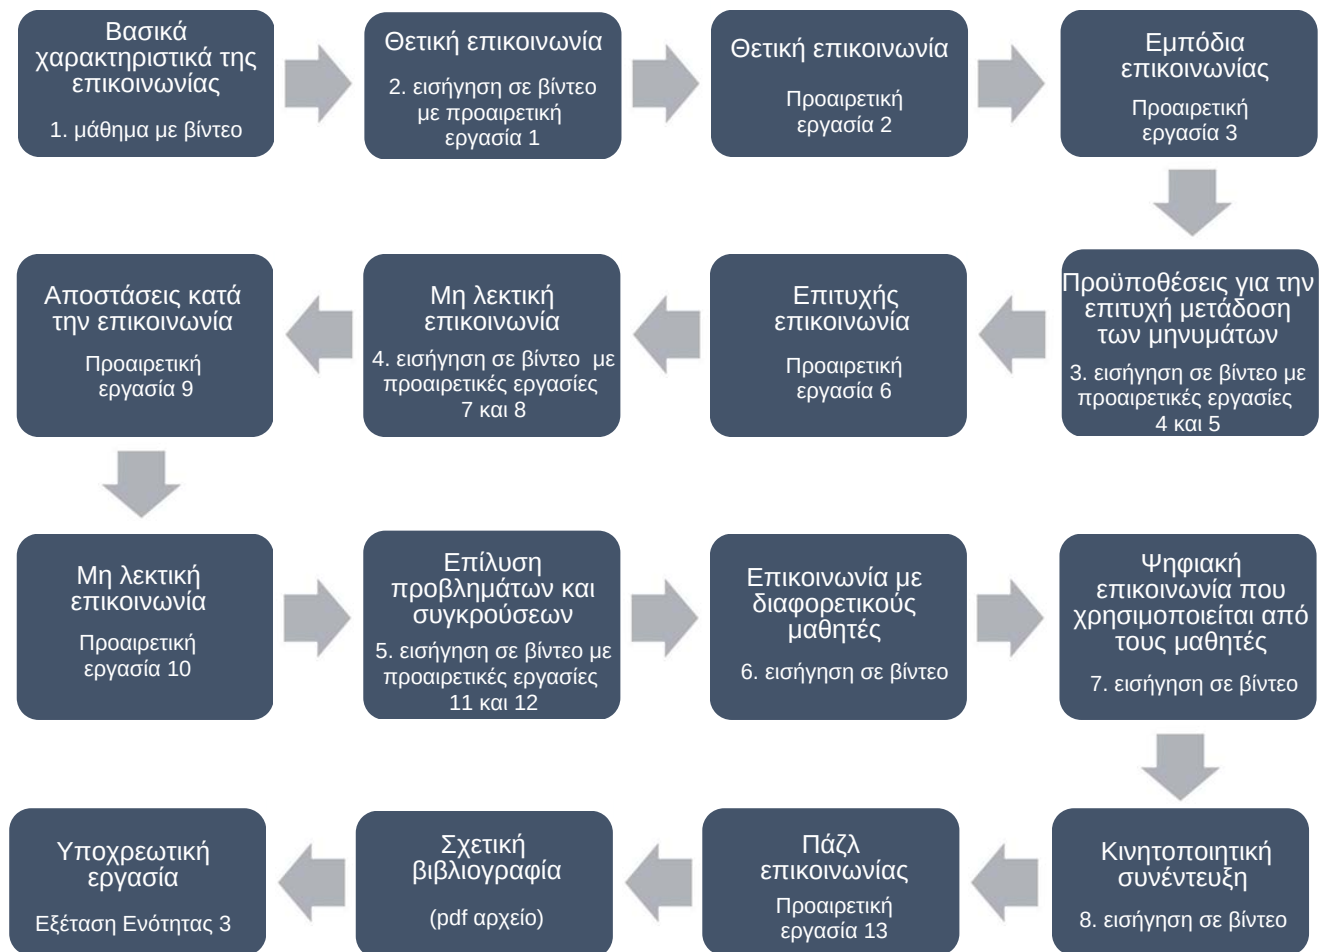 Βασικά
χαρακτηριστικά της
επικοινωνίας
1. μάθημα με βίντεο
Θετική επικοινωνία
2. εισήγηση σε βίντεο
με προαιρετική
εργασία 1
Θετική επικοινωνία
Προαιρετική
εργασία 2
Εμπόδια
επικοινωνίας
Προαιρετική
εργασία 3
Προϋποθέσεις για την
επιτυχή μετάδοση
των μηνυμάτων
3. εισήγηση σε βίντεο με
προαιρετικές εργασίες
4 και 5
Επιτυχής
επικοινωνία
Προαιρετική
εργασία 6
Μη λεκτική
επικοινωνία
4. εισήγηση σε βίντεο με
προαιρετικές εργασίες
7 και 8
Αποστάσεις κατά
την επικοινωνία
Προαιρετική
εργασία 9
Μη λεκτική
επικοινωνία
Προαιρετική
εργασία 10
Επίλυση
προβλημάτων και
συγκρούσεων
5. εισήγηση σε βίντεο με
προαιρετικές εργασίες
11 και 12
Επικοινωνία με
διαφορετικούς
μαθητές
6. εισήγηση σε βίντεο
Ψηφιακή
επικοινωνία που
χρησιμοποιείται από
τους μαθητές
7. εισήγηση σε βίντεο
Κινητοποιητική
συνέντευξη
8. εισήγηση σε βίντεο
Πάζλ
επικοινωνίας
Προαιρετική
εργασία 13
Σχετική
βιβλιογραφία
(pdf αρχείο)
Υποχρεωτική
εργασία
Εξέταση Ενότητας 3